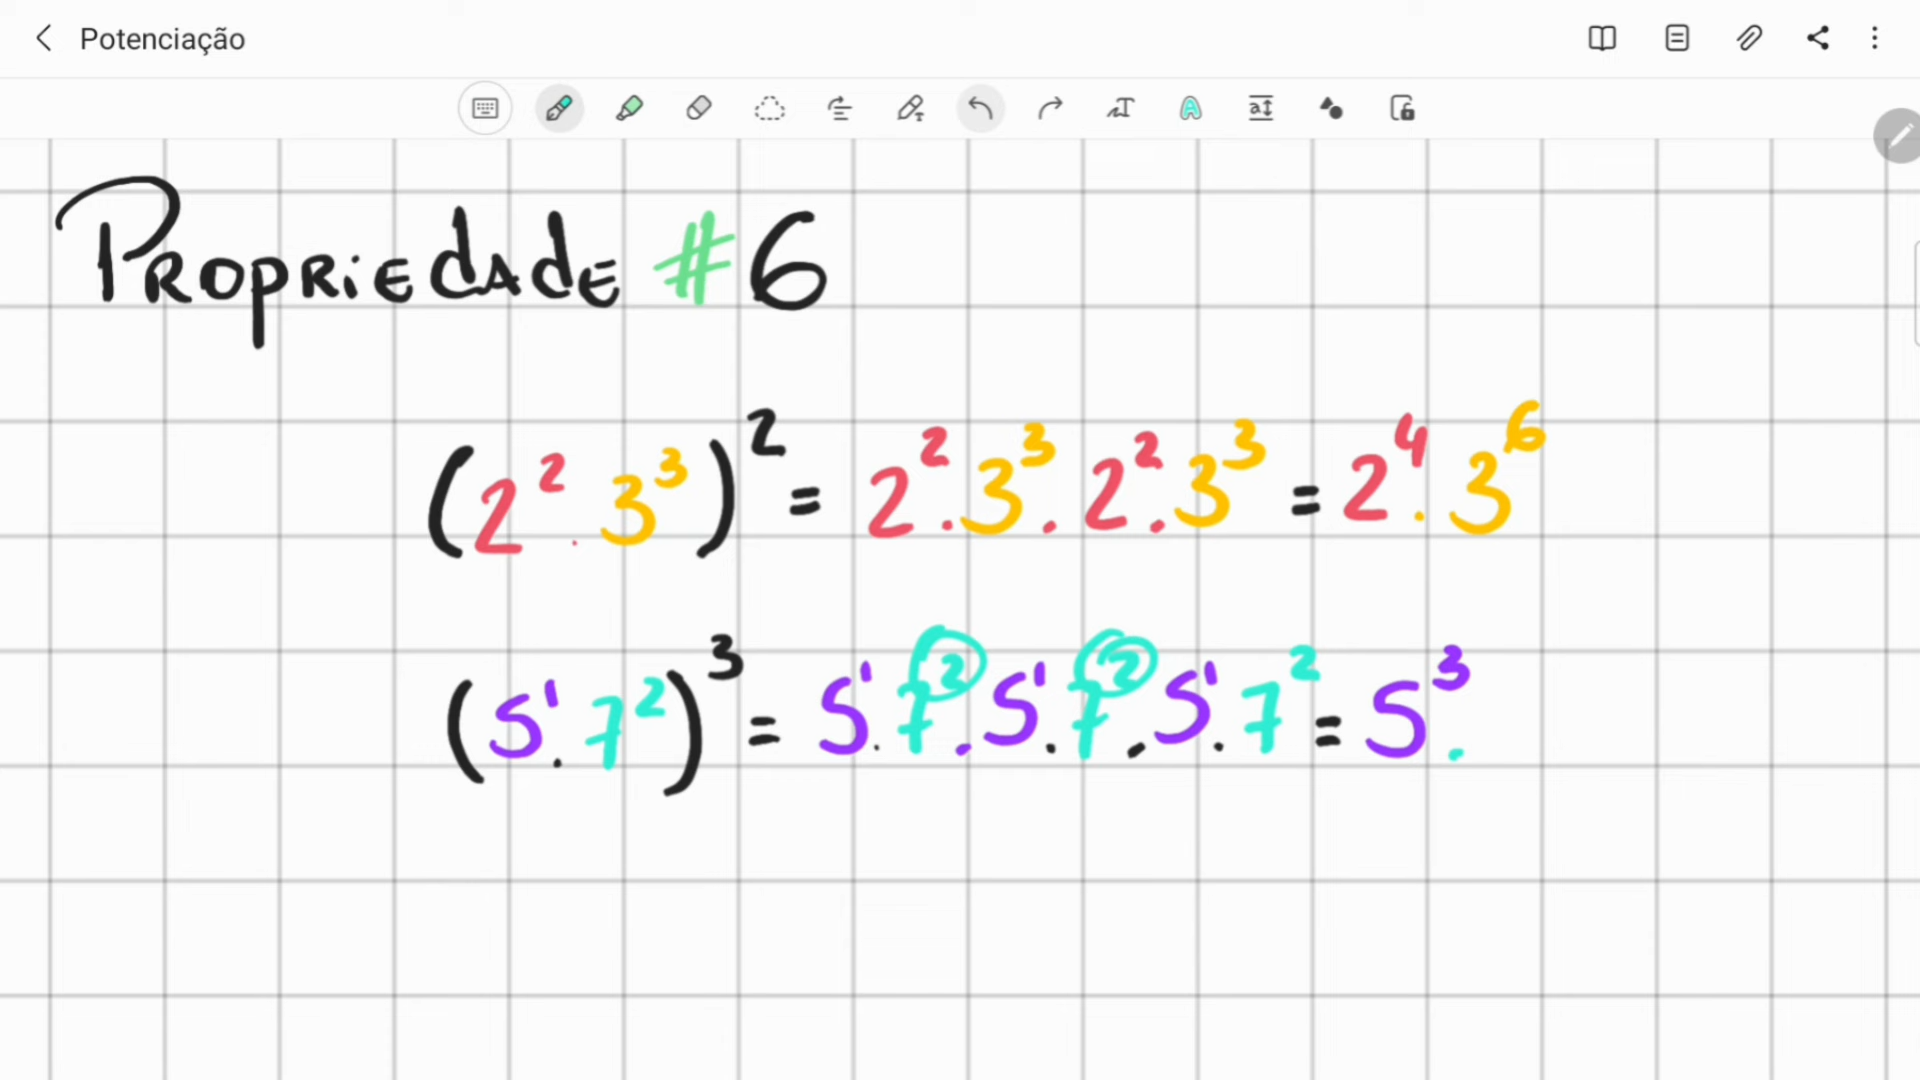 Potenciação
PROPRiEdAdE #6
(2² . 3³)² = 2² . 3³ . 2² . 3³ = 2⁴ . 3⁶
(5¹ . 7²)³ = 5¹ . 7² . 5¹ . 7² . 5¹ . 7² = 5³ .